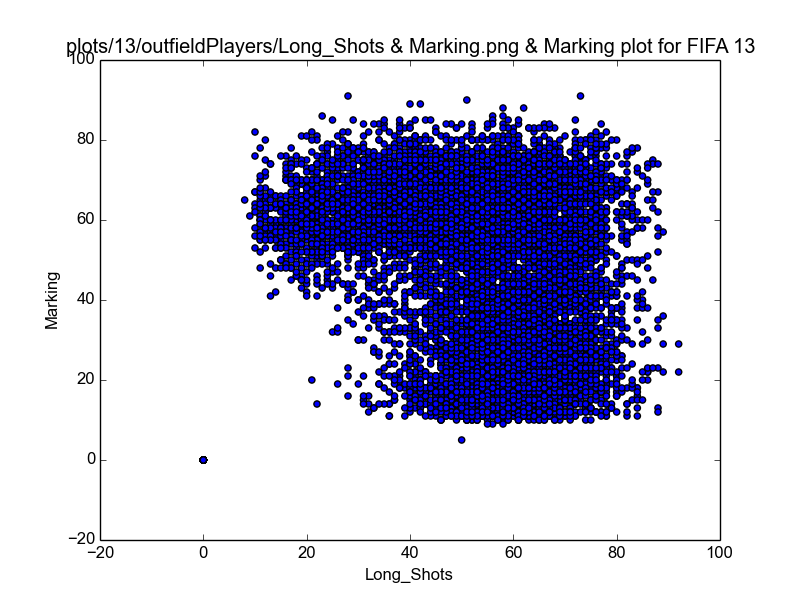 plots/13/outfieldPlayers/Long_Shots & Marking.png & Marking plot for FIFA 13
100
80
60
40
20
0
−20
Marking
−20 0 20 40 60 80 100
Long_Shots